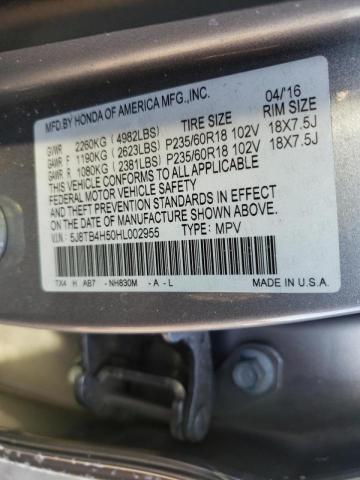 MFD.BY HONDA OF AMERICA MFG.,INC. 04/'16
GVWR 2260KG (4982LBS) TIRE SIZE RIM SIZE
GAWR F 1190KG (2623LBS) P235/60R18 102V 18X7.5J
GAWR R 1080KG (2381LBS) P235/60R18 102V 18X7.5J
THIS VEHICLE CONFORMS TO ALL APPLICABLE
FEDERAL MOTOR VEHICLE SAFETY
AND THEFT PREVENTION STANDARDS IN EFFECT
ON THE DATE OF MANUFACTURE SHOWN ABOVE.
V.I.N.: 5J8TB4H50HL002955 TYPE: MPV
TX4 H AB7 -NH830M -A-L MADE IN U.S.A.